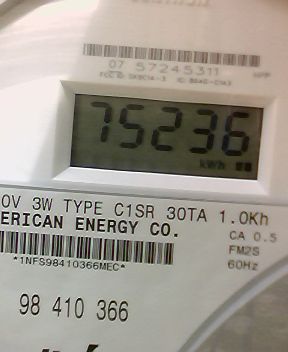 07 57245311
75236
kWh
0V 3W TYPE C1SR 30TA 1.0Kh
ERICAN ENERGY CO.
CA 0.5
FM2S
60Hz
*1NFS98410366MEC*
98 410 366